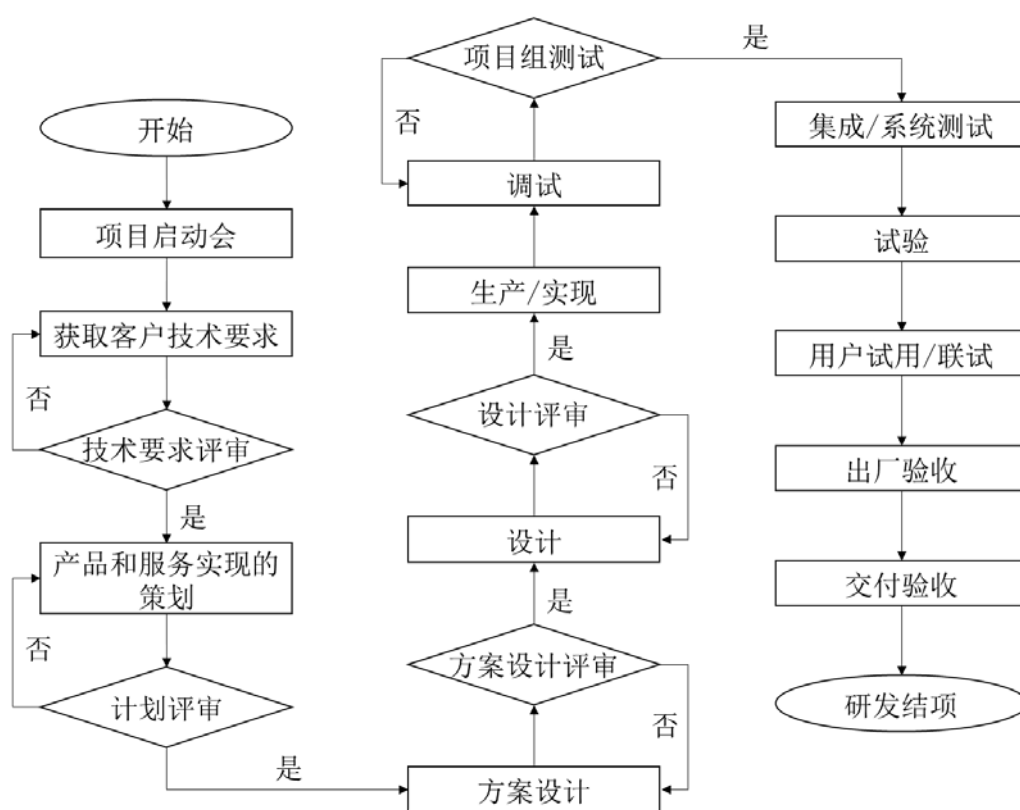 开始
项目启动会
获取客户技术要求
否
技术要求评审
是
产品和服务实现的
策划
否
计划评审
是
方案设计
否
方案设计评审
是
设计
否
设计评审
是
生产/实现
调试
否
项目组测试
是
集成/系统测试
试验
用户试用/联试
出厂验收
交付验收
研发结项